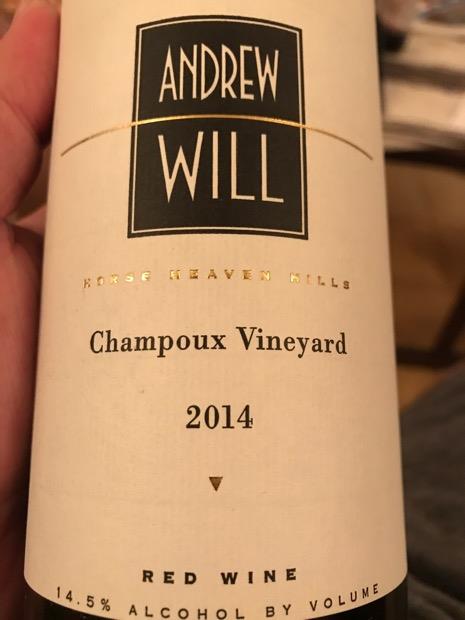 ANDREW
WILL
HORSE HEAVEN HILLS
Champoux Vineyard
2014
RED WINE
14.5% ALCOHOL BY VOLUME